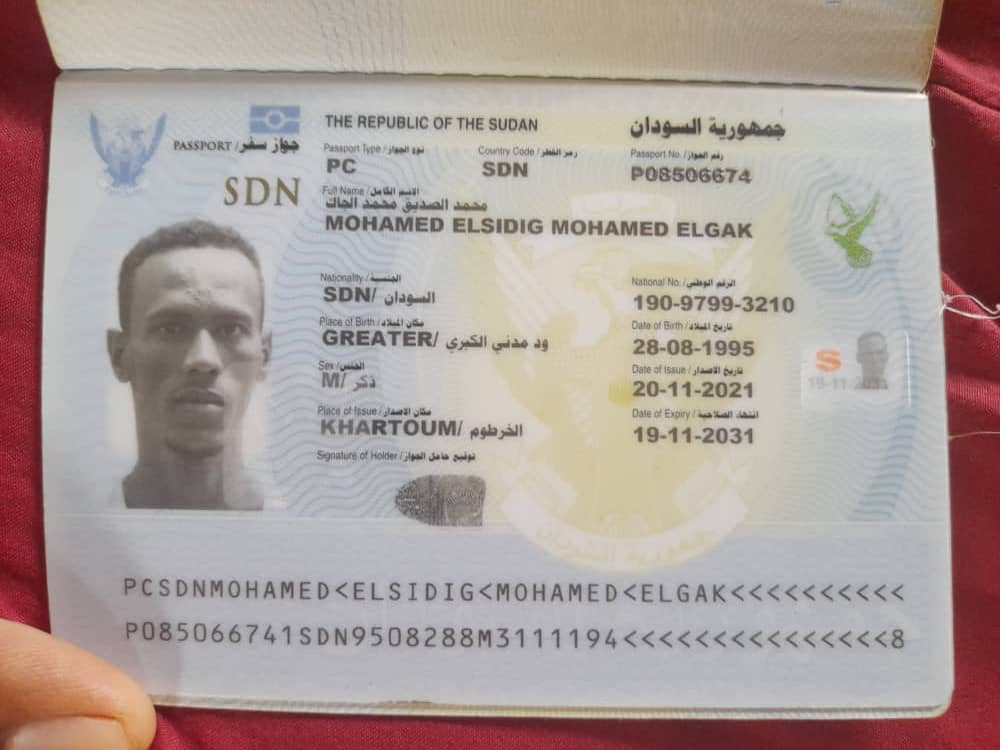 THE REPUBLIC OF THE SUDAN جمهورية السودان
PASSPORT / جواز سفر
SDN
Passport Type / نوع الجواز Country Code / رمز القطر Passport No. / رقم الجواز
PC SDN P08506674
Full Name / الاسم الكامل
محمد الصديق محمد الجاك
MOHAMED ELSIDIG MOHAMED ELGAK
Nationality / الجنسية National No. / الرقم الوطني
SDN/ السودان 190-9799-3210
Place of Birth / مكان الميلاد Date of Birth / تاريخ الميلاد
GREATER/ ود مدني الكبري 28-08-1995
Sex / الجنس Date of Issue / تاريخ الاصدار
M/ ذكر 20-11-2021
Place of Issue / مكان الاصدار Date of Expiry / انتهاء الصلاحية
KHARTOUM/ الخرطوم 19-11-2031
Signature of Holder / توقيع حامل الجواز
S
19-11-2031
جمهورية السودان
PCSDNMOHAMED<ELSIDIG<MOHAMED<ELGAK<<<<<<<<<<
P085066741SDN9508288M3111194<<<<<<<<<<<<<<<8